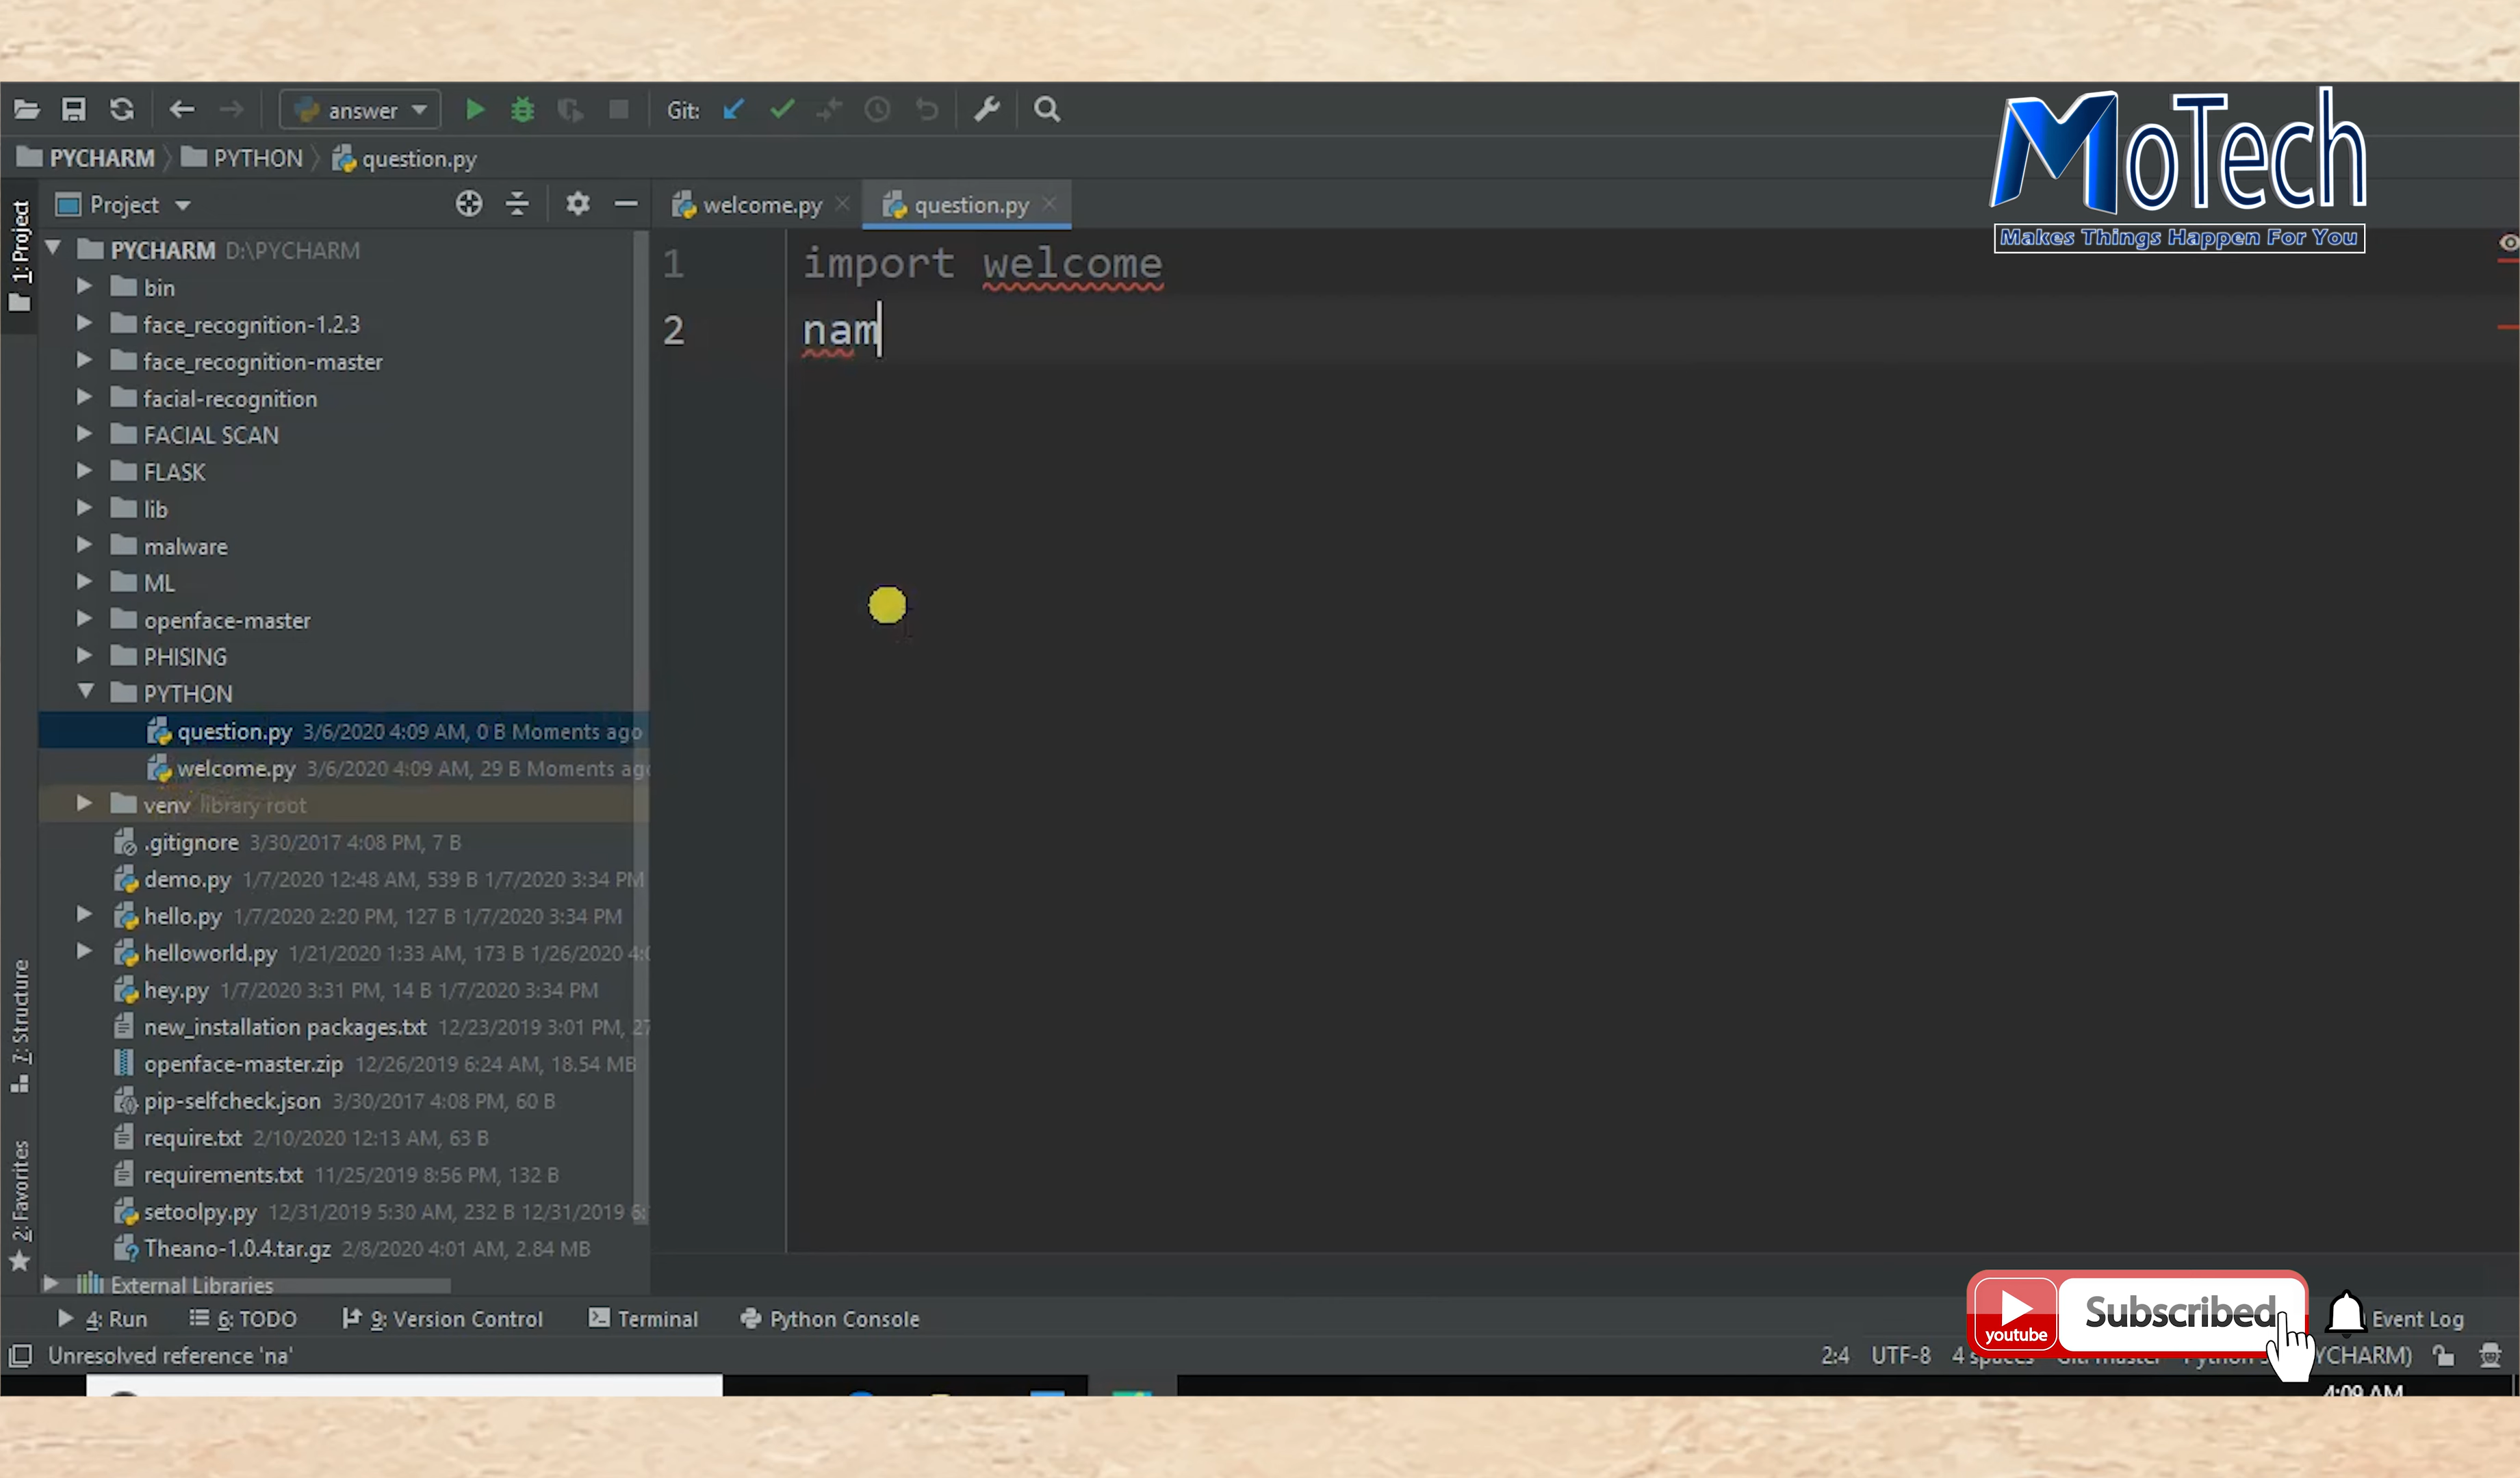 answer
Git:
MoTech
Makes Things Happen For You
PYCHARM PYTHON question.py
1: Project
Project
welcome.py question.py
PYCHARM D:\PYCHARM
bin
face_recognition-1.2.3
face_recognition-master
facial-recognition
FACIAL SCAN
FLASK
lib
malware
ML
openface-master
PHISING
PYTHON
question.py 3/6/2020 4:09 AM, 0 B Moments ago
welcome.py 3/6/2020 4:09 AM, 29 B Moments ago
venv library root
.gitignore 3/30/2017 4:08 PM, 7 B
demo.py 1/7/2020 12:48 AM, 539 B 1/7/2020 3:34 PM
hello.py 1/7/2020 2:20 PM, 127 B 1/7/2020 3:34 PM
helloworld.py 1/21/2020 1:33 AM, 173 B 1/26/2020 4:
hey.py 1/7/2020 3:31 PM, 14 B 1/7/2020 3:34 PM
new_installation packages.txt 12/23/2019 3:01 PM, 27
openface-master.zip 12/26/2019 6:24 AM, 18.54 MB
pip-selfcheck.json 3/30/2017 4:08 PM, 60 B
require.txt 2/10/2020 12:13 AM, 63 B
requirements.txt 11/25/2019 8:56 PM, 132 B
setoolpy.py 12/31/2019 5:30 AM, 232 B 12/31/2019 6:
Theano-1.0.4.tar.gz 2/8/2020 4:01 AM, 2.84 MB
External Libraries
1 import welcome
2 nam
7: Structure
2: Favorites
4: Run 6: TODO 9: Version Control Terminal Python Console
youtube Subscribed
Event Log
Unresolved reference 'na'
2:4 UTF-8 4 spaces Git: master Python YCHARM)
4:09 AM